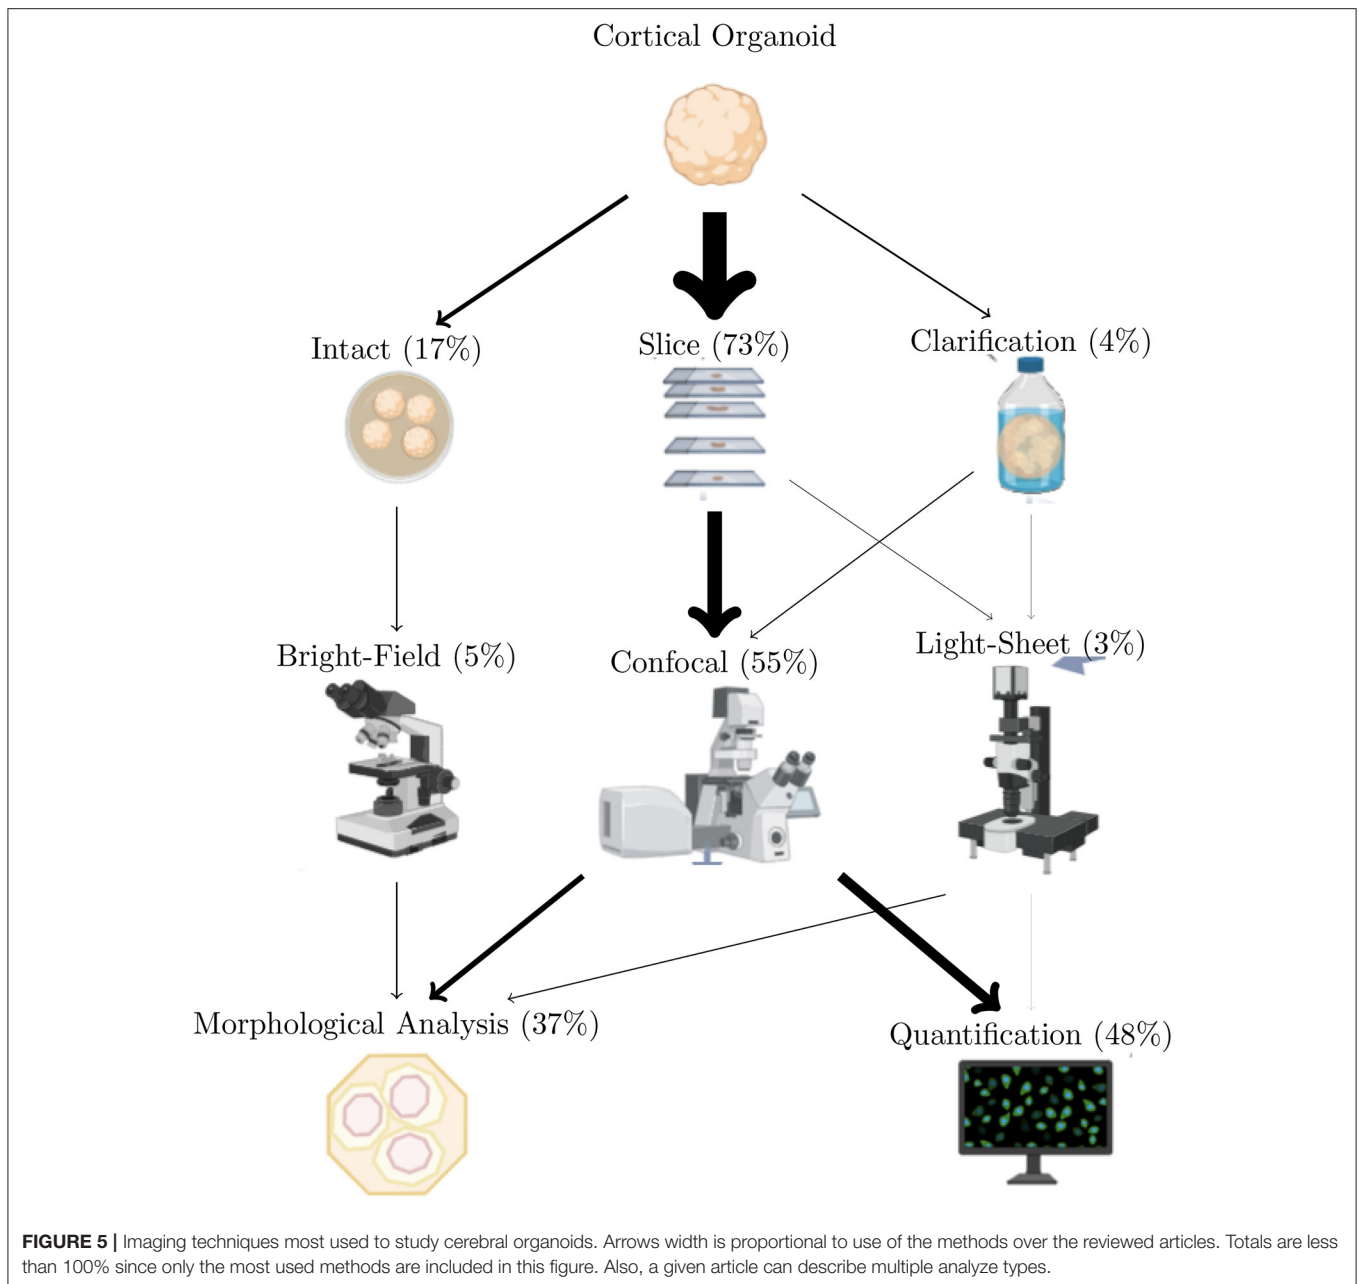 Cortical Organoid
Intact (17%)
Slice (73%)
Clarification (4%)
Bright-Field (5%)
Confocal (55%)
Light-Sheet (3%)
Morphological Analysis (37%)
Quantification (48%)
FIGURE 5 | Imaging techniques most used to study cerebral organoids. Arrows width is proportional to use of the methods over the reviewed articles. Totals are less
than 100% since only the most used methods are included in this figure. Also, a given article can describe multiple analyze types.